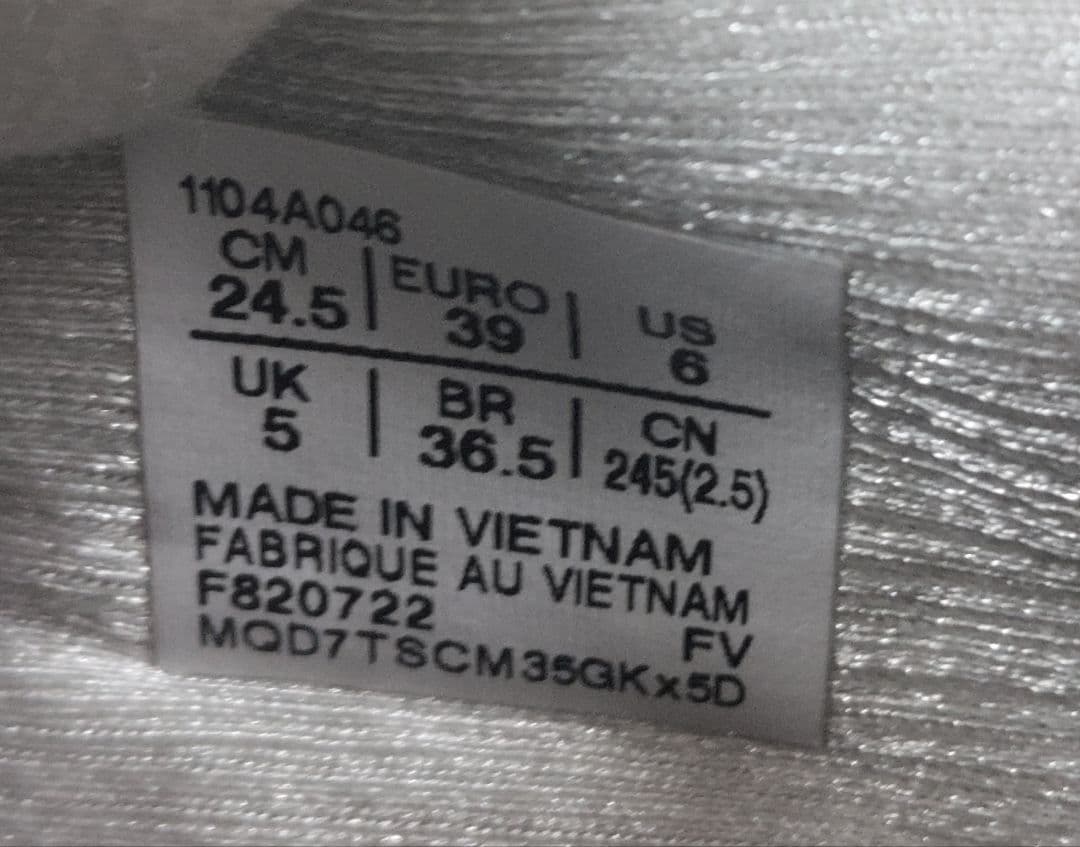 1104A046
CM | EURO | US
24.5 | 39 | 6
UK | BR | CN
5 | 36.5 | 245(2.5)
MADE IN VIETNAM
FABRIQUE AU VIETNAM
F820722 FV
MQD7TSCM35GKx5D